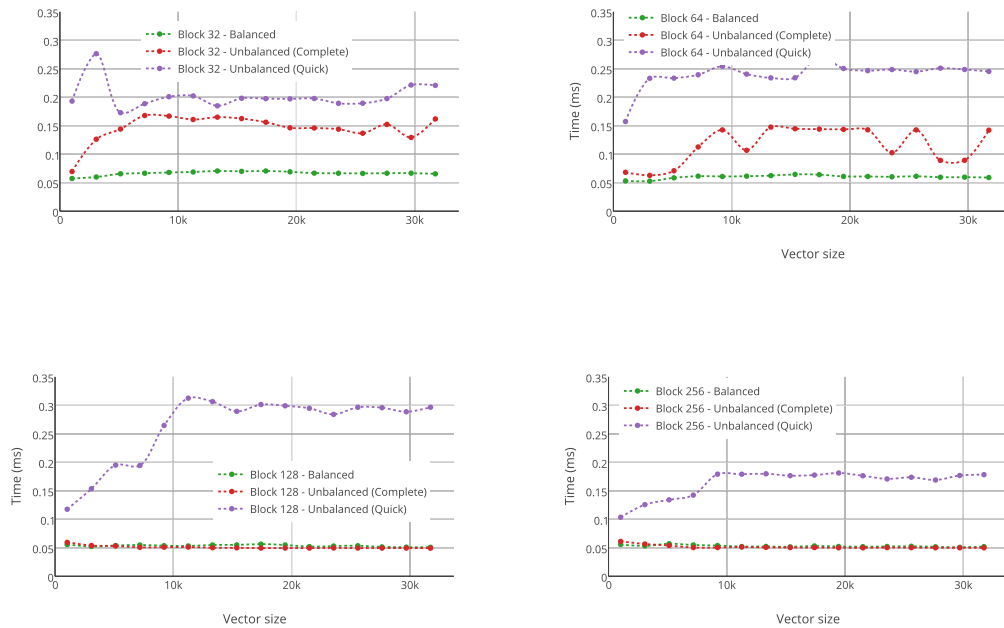 0.35
0.3
0.25
0.2
0.15
0.1
0.05
0
0
10k
20k
30k
Block 32 - Balanced
Block 32 - Unbalanced (Complete)
Block 32 - Unbalanced (Quick)
Time (ms)
0.35
0.3
0.25
0.2
0.15
0.1
0.05
0
0
10k
20k
30k
Block 64 - Balanced
Block 64 - Unbalanced (Complete)
Block 64 - Unbalanced (Quick)
Vector size
Time (ms)
0.35
0.3
0.25
0.2
0.15
0.1
0.05
0
0
10k
20k
30k
Block 128 - Balanced
Block 128 - Unbalanced (Complete)
Block 128 - Unbalanced (Quick)
Vector size
Time (ms)
0.35
0.3
0.25
0.2
0.15
0.1
0.05
0
0
10k
20k
30k
Block 256 - Balanced
Block 256 - Unbalanced (Complete)
Block 256 - Unbalanced (Quick)
Vector size